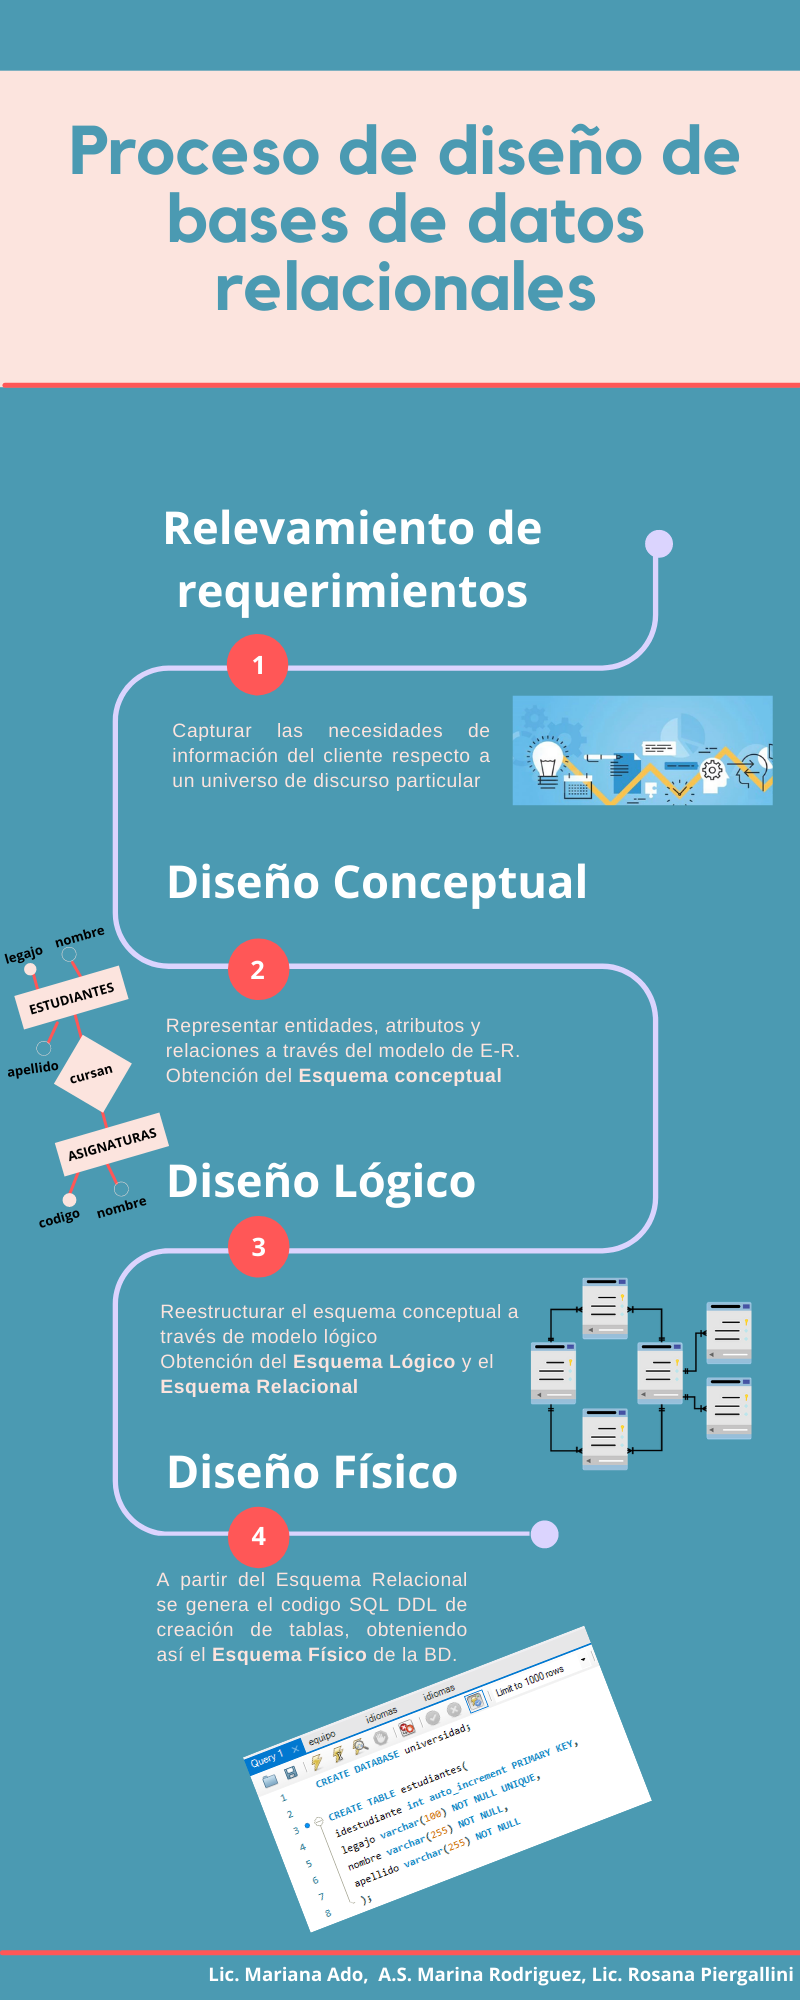 Proceso de diseño de
bases de datos
relacionales
Relevamiento de
requerimientos
1
Capturar las necesidades de
información del cliente respecto a
un universo de discurso particular
Diseño Conceptual
2
legajo
nombre
ESTUDIANTES
apellido
cursan
ASIGNATURAS
codigo
nombre
Representar entidades, atributos y
relaciones a través del modelo de E-R.
Obtención del Esquema conceptual
Diseño Lógico
3
Reestructurar el esquema conceptual a
través de modelo lógico
Obtención del Esquema Lógico y el
Esquema Relacional
Diseño Físico
4
A partir del Esquema Relacional
se genera el codigo SQL DDL de
creación de tablas, obteniendo
así el Esquema Físico de la BD.
Query 1 equipo idiomas idiomas
Limit to 1000 rows
1 CREATE DATABASE universidad;
2
3 CREATE TABLE estudiantes(
4 idestudiante int auto_increment PRIMARY KEY,
5 legajo varchar(100) NOT NULL UNIQUE,
6 nombre varchar(255) NOT NULL,
7 apellido varchar(255) NOT NULL
8 );
Lic. Mariana Ado, A.S. Marina Rodriguez, Lic. Rosana Piergallini